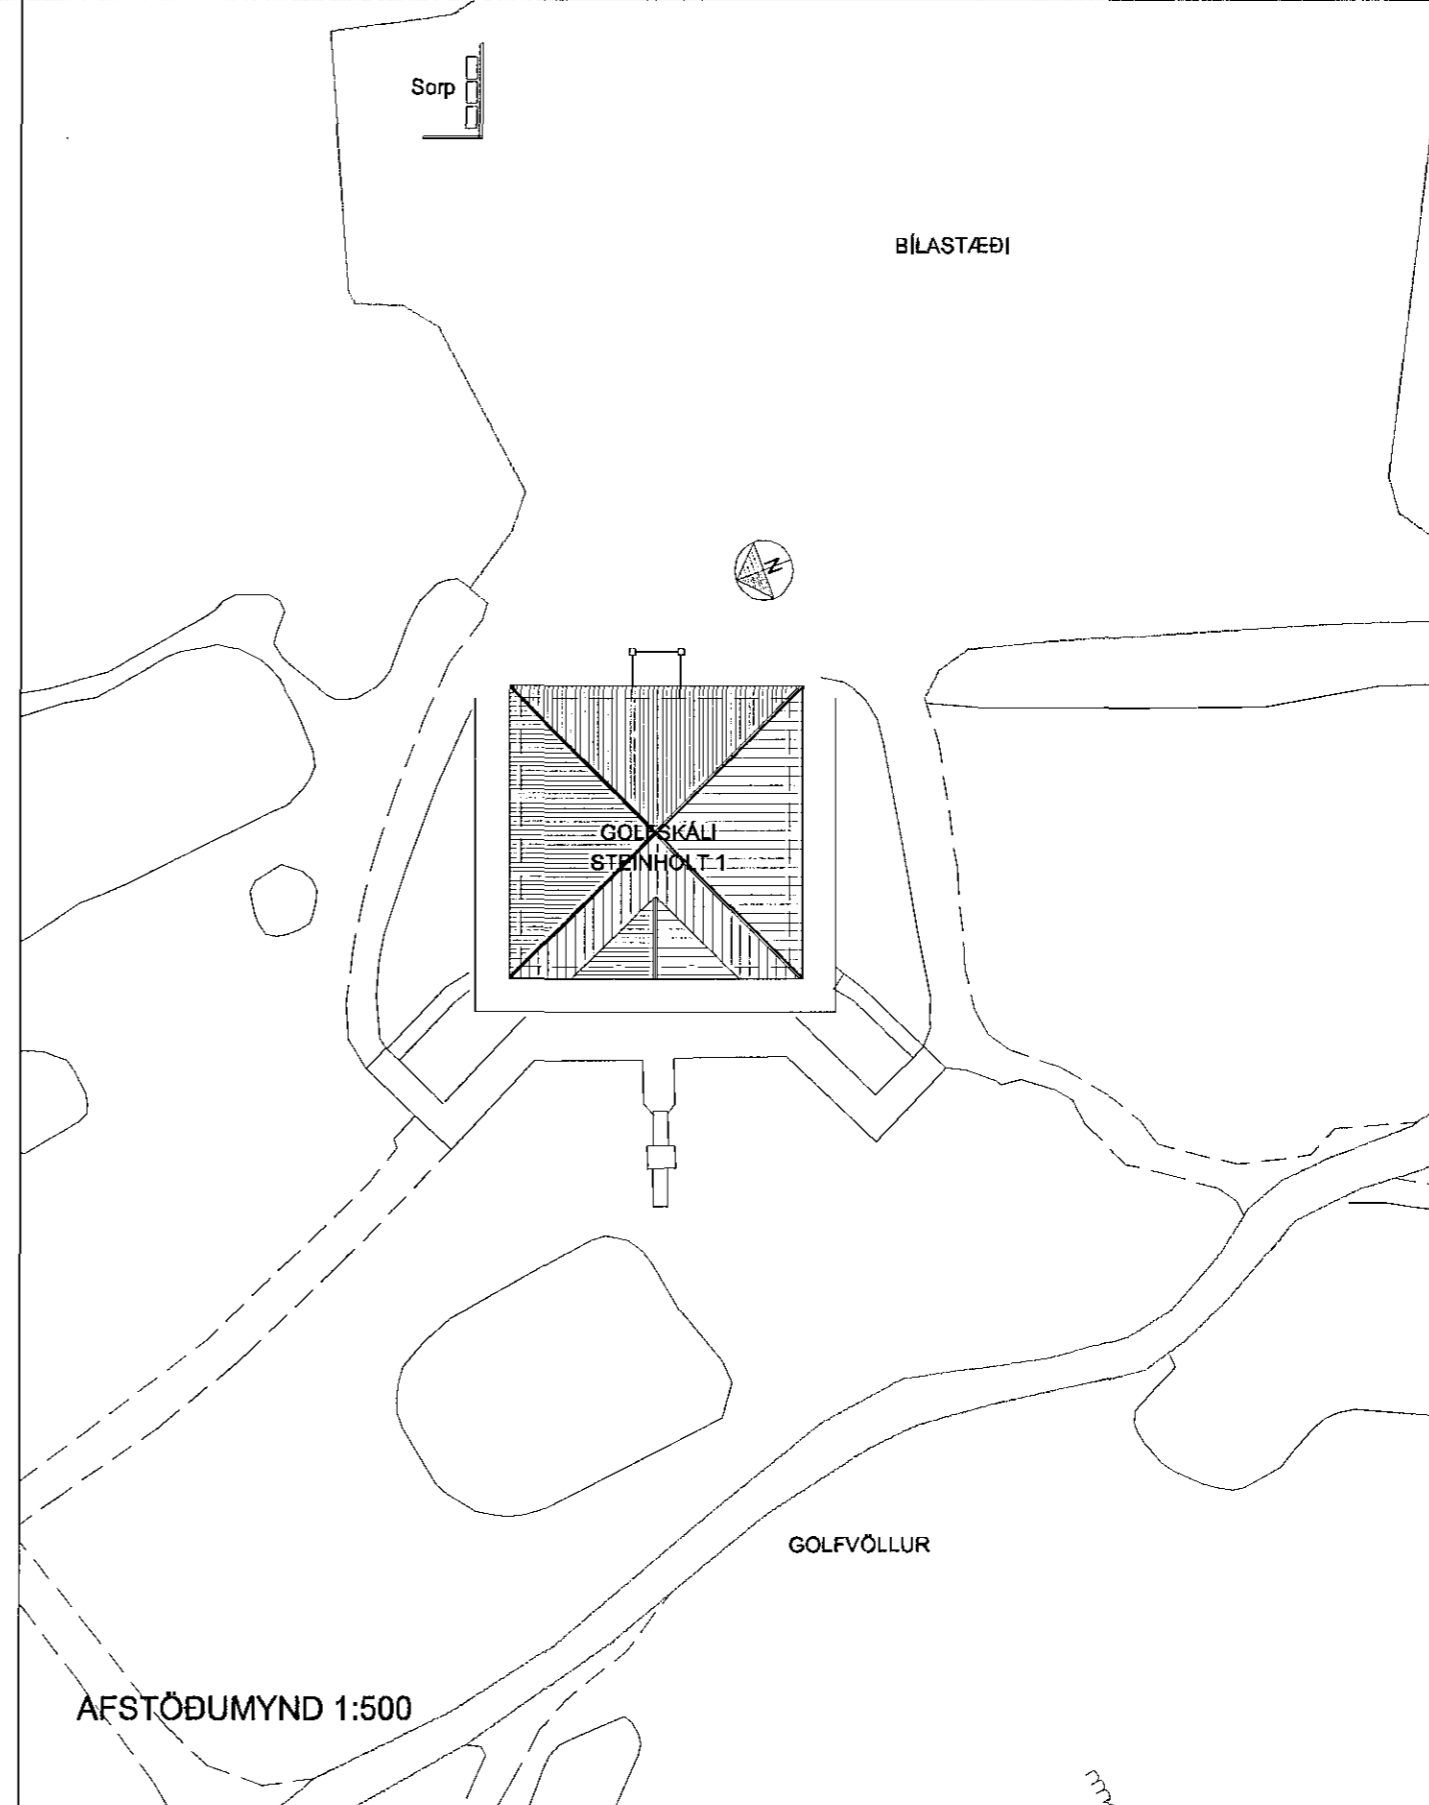 Sorp
BÍLASTÆÐI
N
GOLFSKÁLI
STEINHOLT 1
GOLFVÖLLUR
AFSTÖÐUMYND 1:500